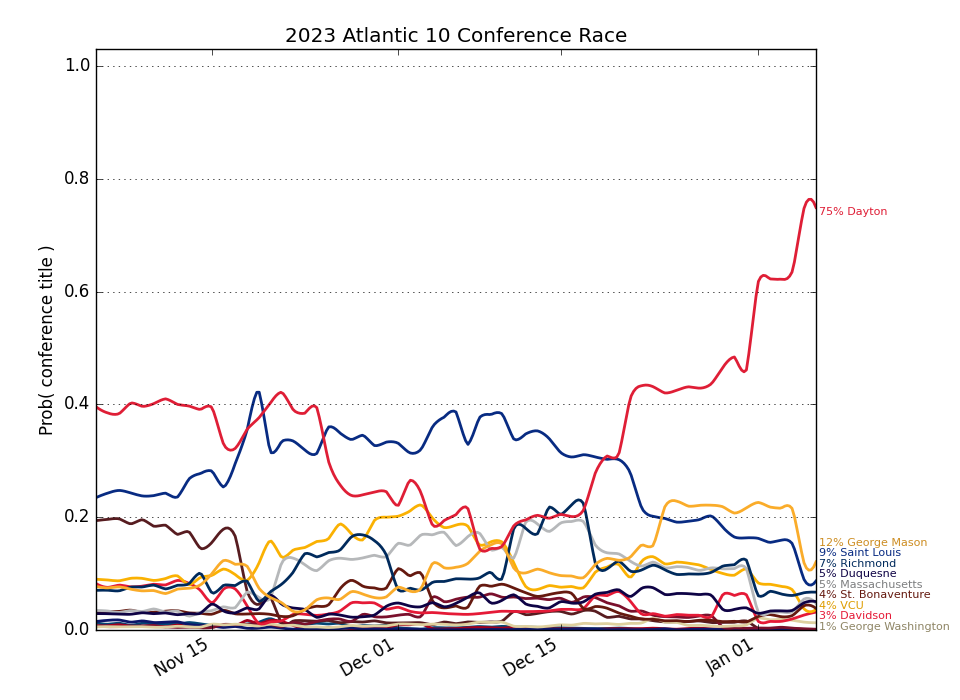 2023 Atlantic 10 Conference Race
Prob( conference title )
1.0
0.8
0.6
0.4
0.2
0.0
Nov 15
Dec 01
Dec 15
Jan 01
75% Dayton
12% George Mason
9% Saint Louis
7% Richmond
5% Duquesne
5% Massachusetts
4% St. Bonaventure
4% VCU
3% Davidson
1% George Washington